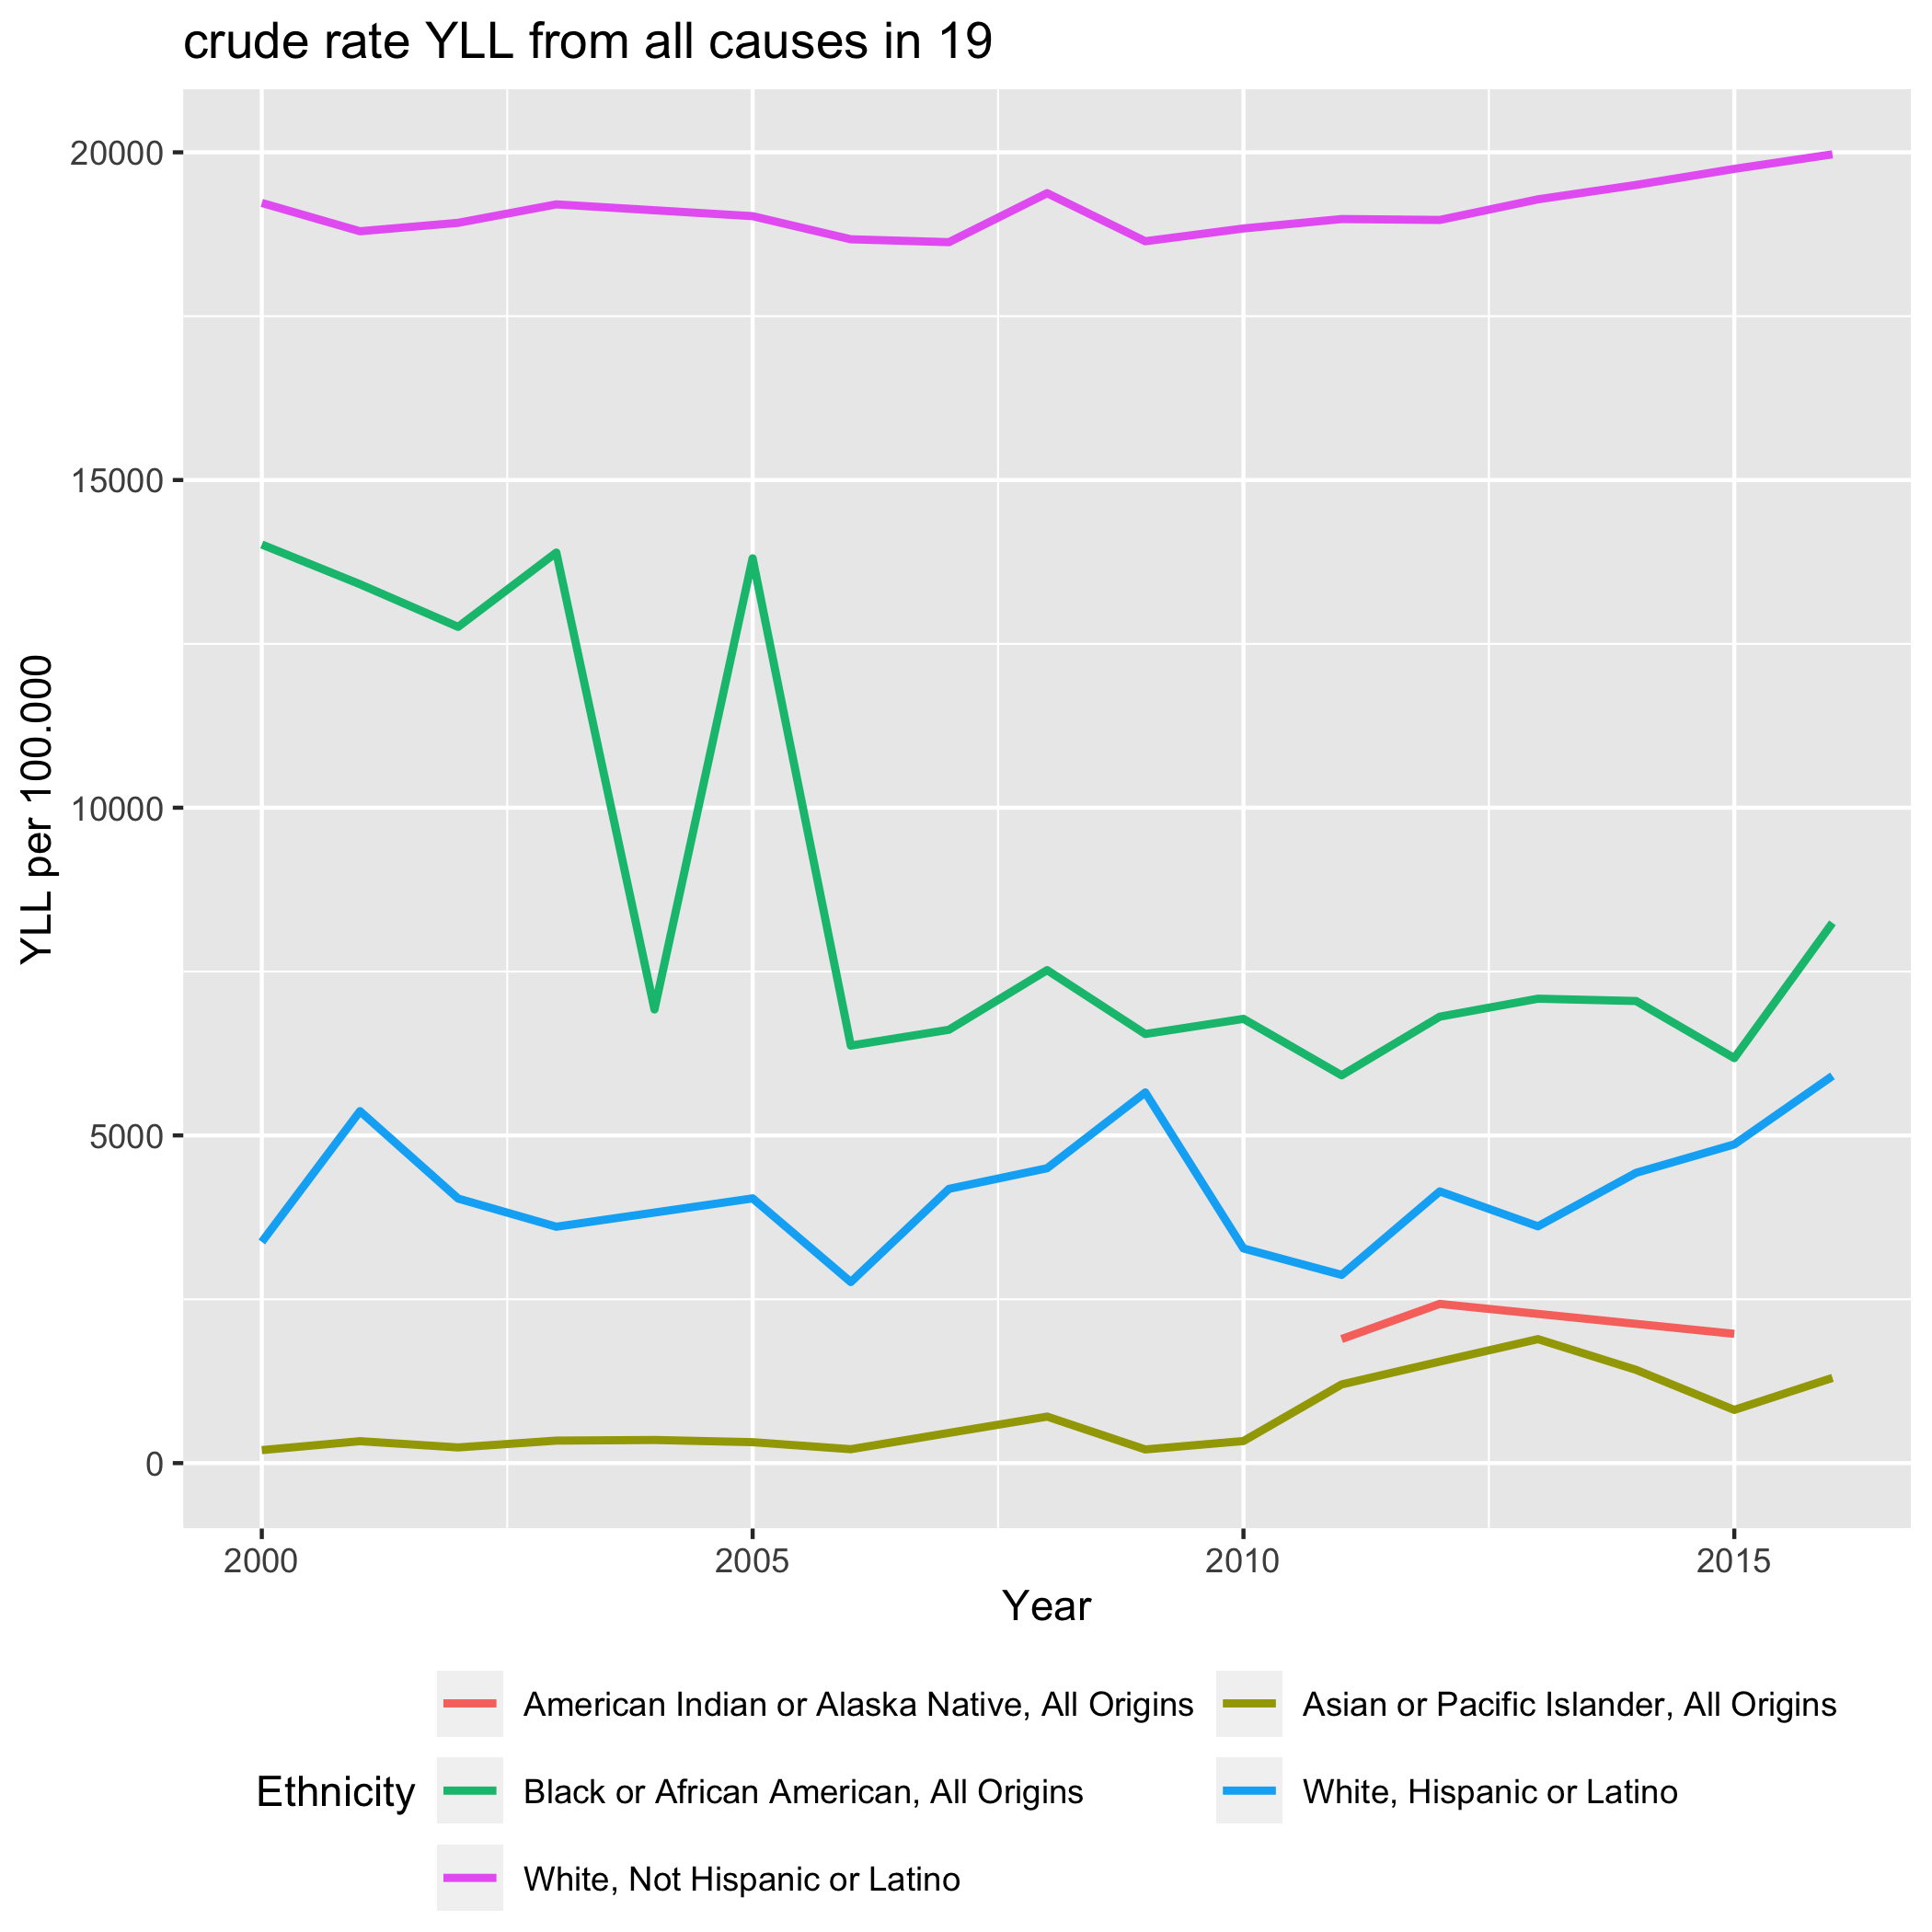 crude rate YLL from all causes in 19
YLL per 100.000
20000
15000
10000
5000
0
2000 2005 2010 2015
Year
Ethnicity
American Indian or Alaska Native, All Origins
Asian or Pacific Islander, All Origins
Black or African American, All Origins
White, Hispanic or Latino
White, Not Hispanic or Latino